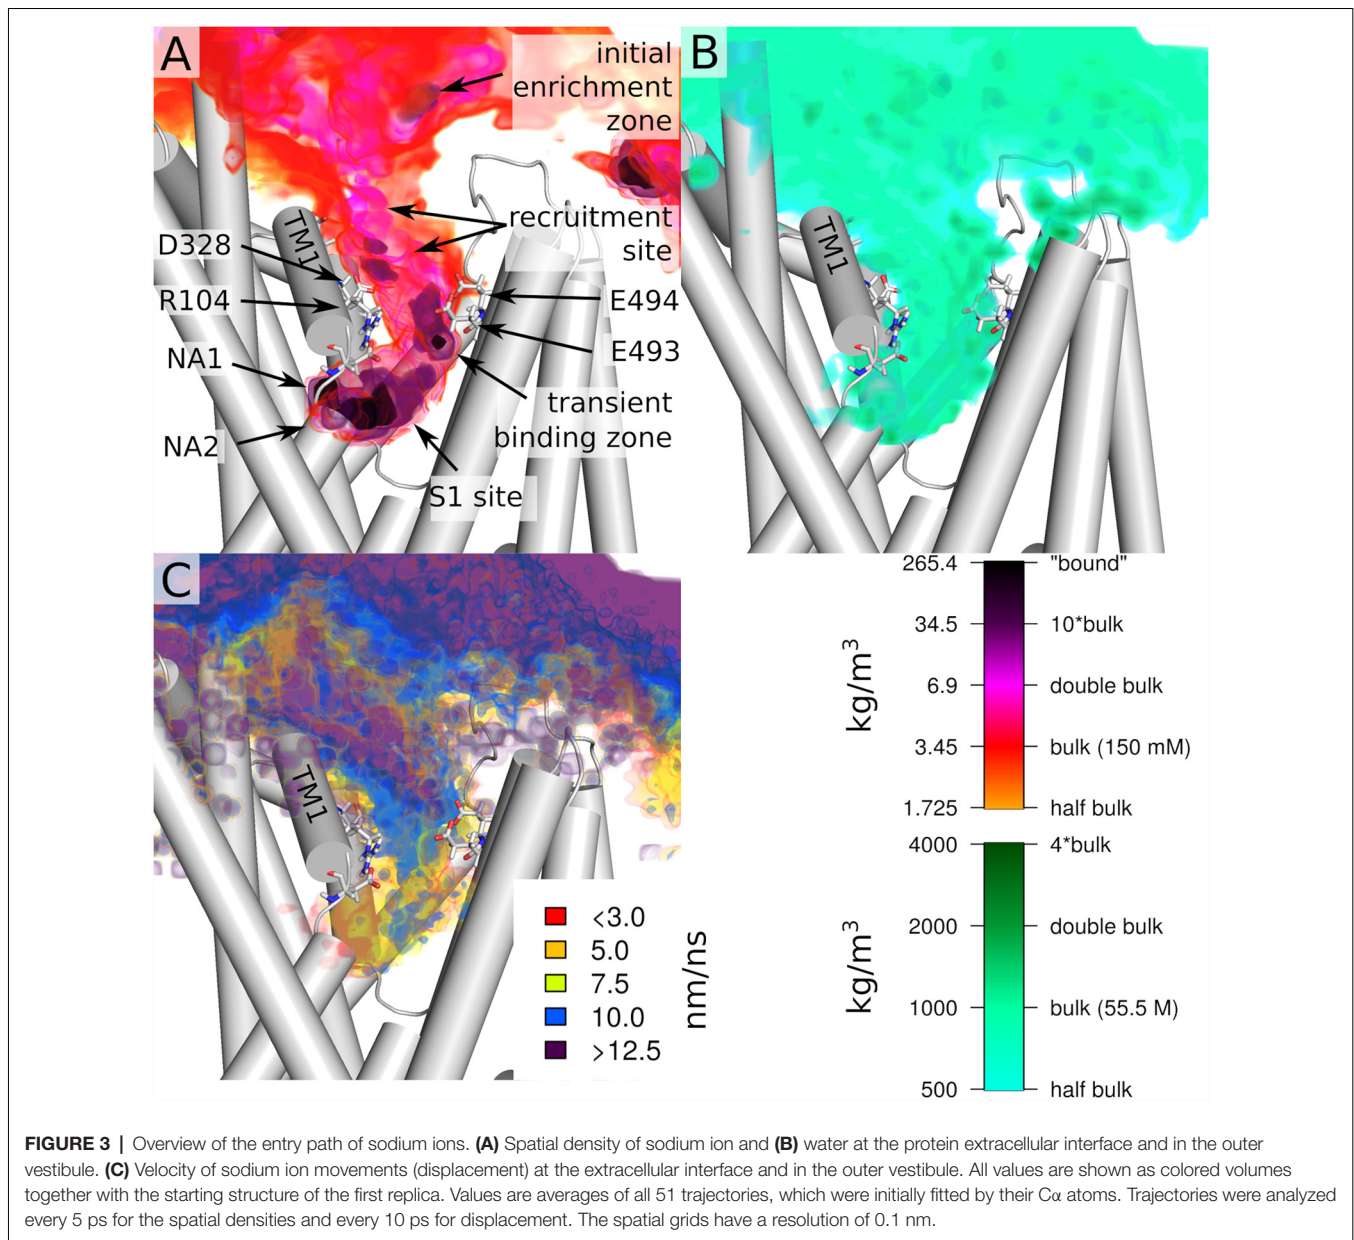 A
initial
enrichment
zone
recruitment
site
TM1
D328
R104
E494
E493
NA1
NA2
transient
binding zone
S1 site
B
TM1
C
TM1
<3.0
5.0
7.5
10.0
>12.5
nm/ns
kg/m³
265.4 "bound"
34.5 10*bulk
6.9 double bulk
3.45 bulk (150 mM)
1.725 half bulk
kg/m³
4000 4*bulk
2000 double bulk
1000 bulk (55.5 M)
500 half bulk
FIGURE 3 | Overview of the entry path of sodium ions. (A) Spatial density of sodium ion and (B) water at the protein extracellular interface and in the outer
vestibule. (C) Velocity of sodium ion movements (displacement) at the extracellular interface and in the outer vestibule. All values are shown as colored volumes
together with the starting structure of the first replica. Values are averages of all 51 trajectories, which were initially fitted by their Cα atoms. Trajectories were analyzed
every 5 ps for the spatial densities and every 10 ps for displacement. The spatial grids have a resolution of 0.1 nm.